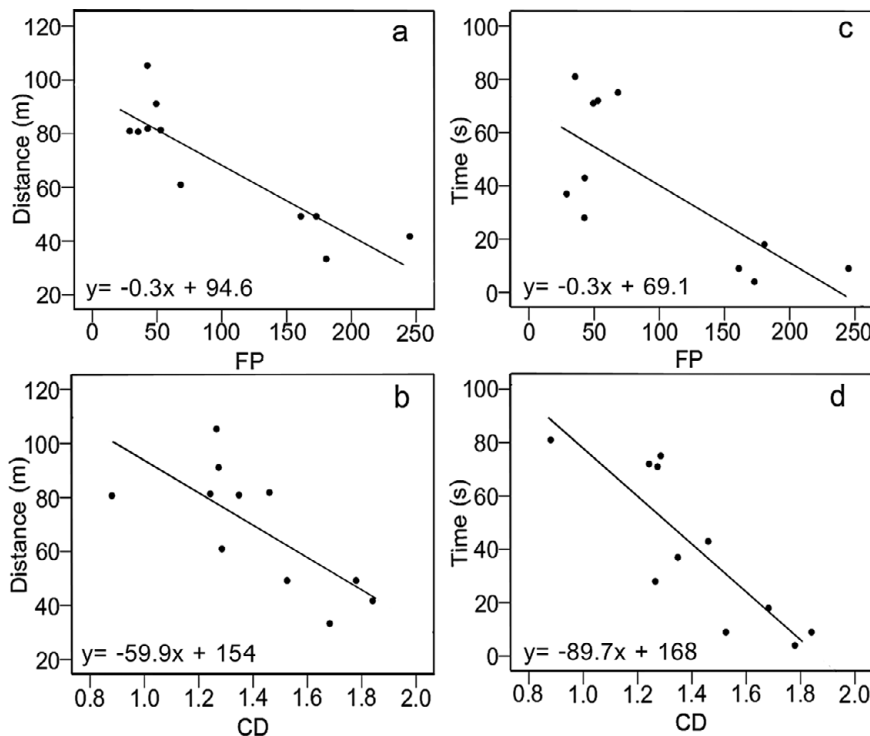 a
Distance (m)
120
100
80
60
40
20
y= -0.3x + 94.6
0 50 100 150 200 250
FP
c
Time (s)
100
80
60
40
20
0
y= -0.3x + 69.1
0 50 100 150 200 250
FP
b
Distance (m)
120
100
80
60
40
20
y= -59.9x + 154
0.8 1.0 1.2 1.4 1.6 1.8 2.0
CD
d
Time (s)
100
80
60
40
20
0
y= -89.7x + 168
0.8 1.0 1.2 1.4 1.6 1.8 2.0
CD